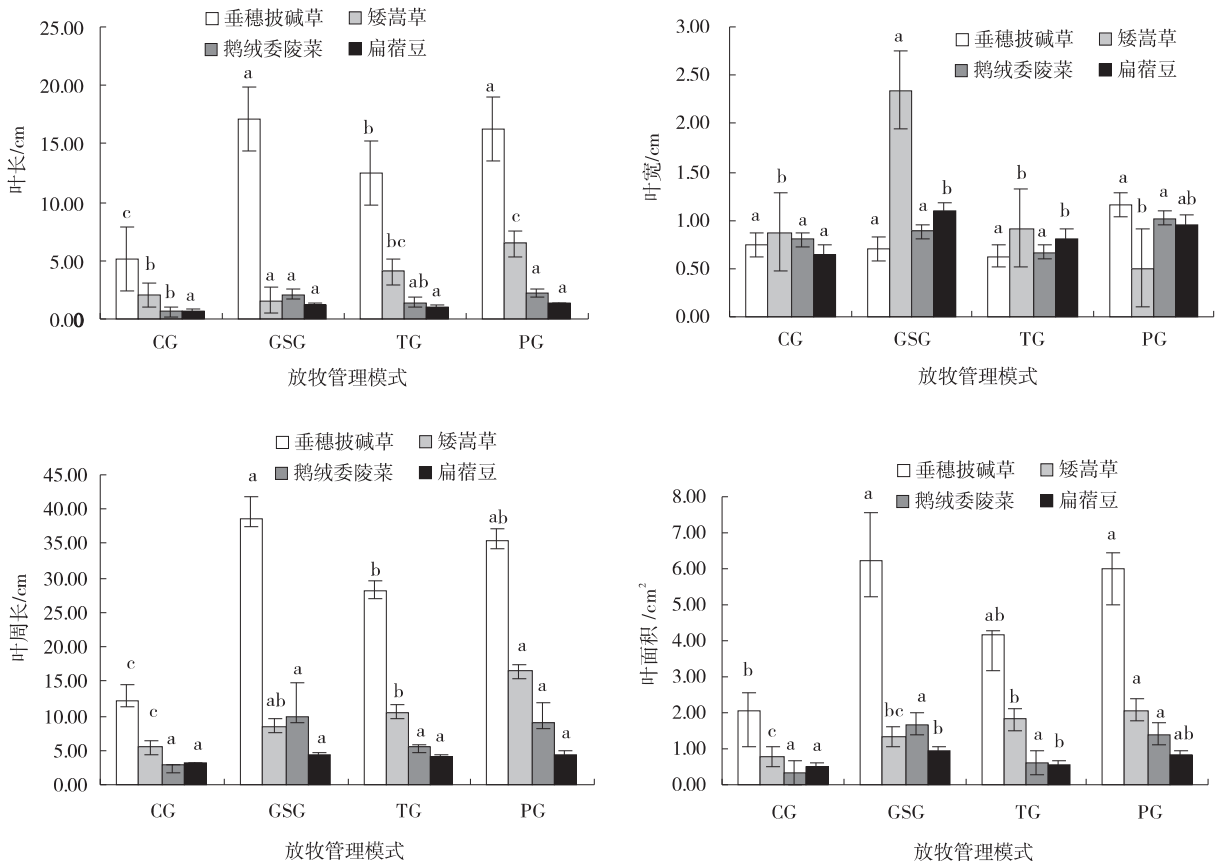 垂穗披碱草 矮嵩草
鹅绒委陵菜 扁蓿豆
叶长/cm
25.00
20.00
15.00
10.00
5.00
0.00
c b b a
a a a a
b bc ab a
a c a a
CG GSG TG PG
放牧管理模式
垂穗披碱草 矮嵩草
鹅绒委陵菜 扁蓿豆
叶宽/cm
3.00
2.50
2.00
1.50
1.00
0.50
0.00
a b a a
a a a b
a b a b
a b a ab
CG GSG TG PG
放牧管理模式
垂穗披碱草 矮嵩草
鹅绒委陵菜 扁蓿豆
叶周长/cm
45.00
40.00
35.00
30.00
25.00
20.00
15.00
10.00
5.00
0.00
c c a a
a ab a a
b b a a
ab a a a
CG GSG TG PG
放牧管理模式
垂穗披碱草 矮嵩草
鹅绒委陵菜 扁蓿豆
叶面积/cm²
8.00
7.00
6.00
5.00
4.00
3.00
2.00
1.00
0.00
b c a a
a bc a b
ab b a b
a a a ab
CG GSG TG PG
放牧管理模式